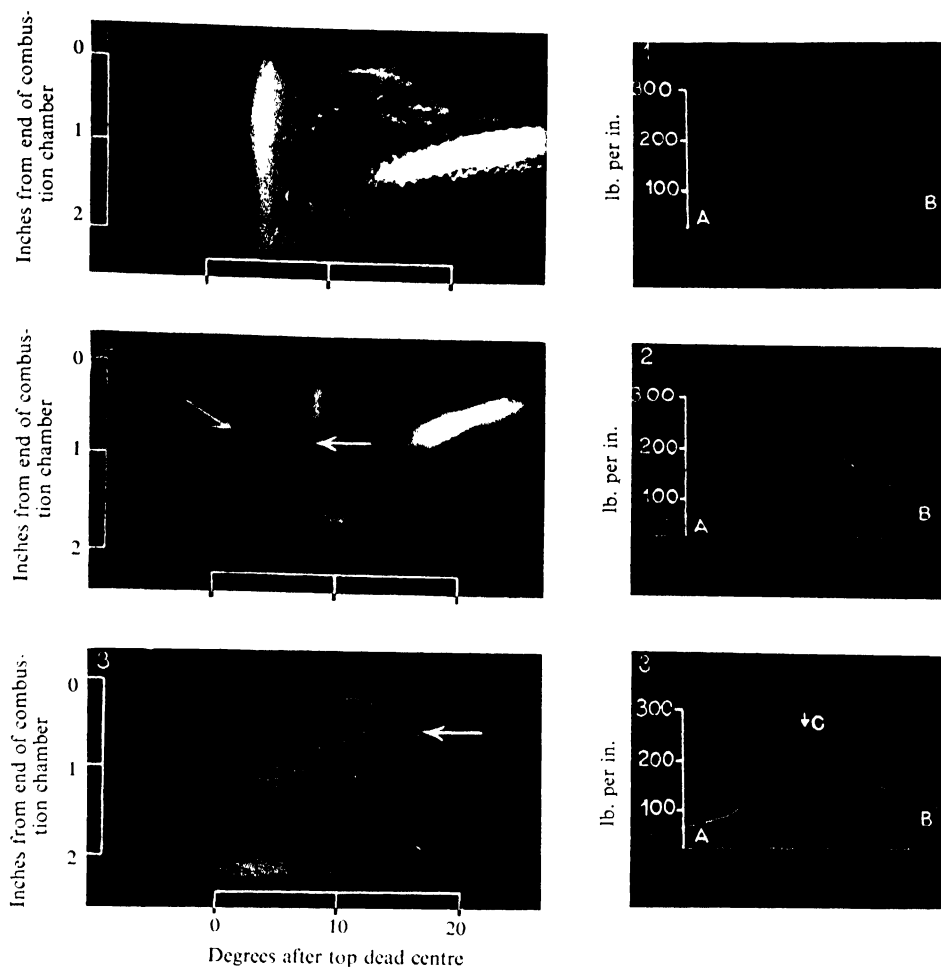 Inches from end of combus-
tion chamber
0
1
2
lb. per in.
1
300
200
100
A
B
Inches from end of combus-
tion chamber
0
1
2
lb. per in.
2
300
200
100
A
B
Inches from end of combus-
tion chamber
3
0
1
2
0 10 20
Degrees after top dead centre
lb. per in.
3
300
200
100
C
A
B